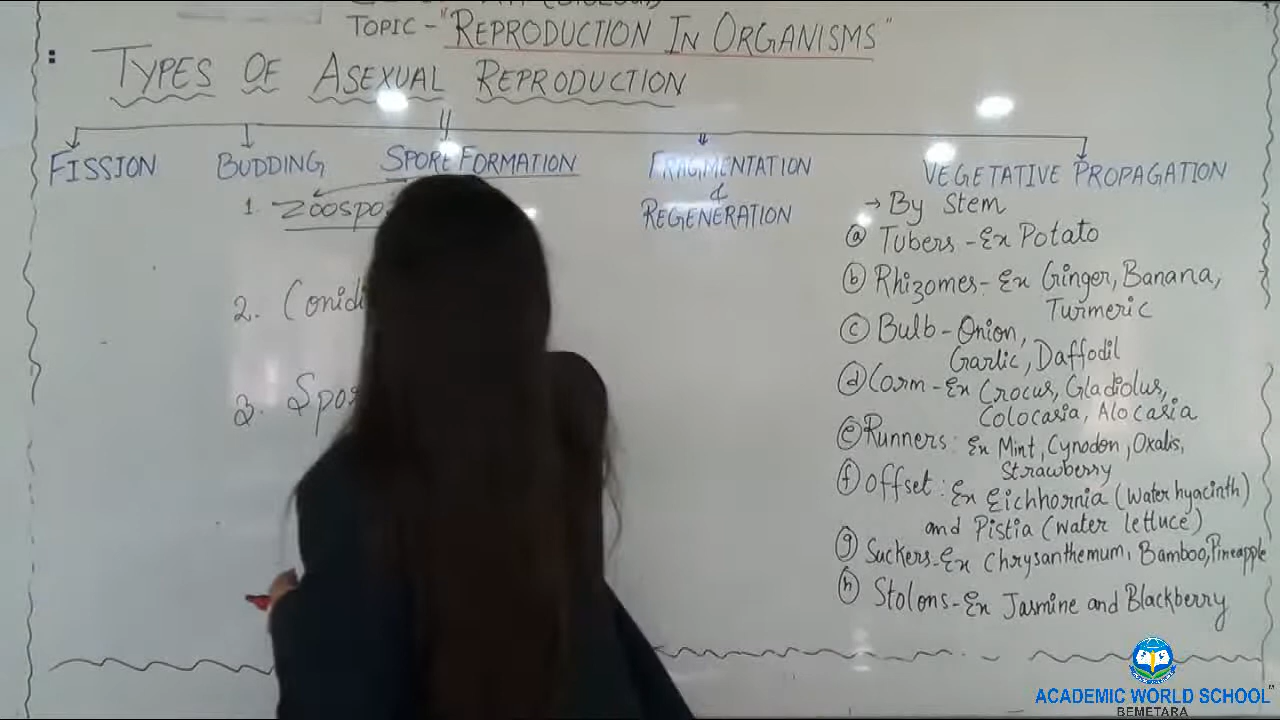 TOPIC - "REPRODUCTION IN ORGANISMS"
TYPES OF ASEXUAL REPRODUCTION
FISSION
BUDDING
SPORE FORMATION
1. Zoospo
2. Conidi
3. Spor
FRAGMENTATION
&
REGENERATION
VEGETATIVE PROPAGATION
→ By Stem
ⓐ Tubers - Ex Potato
ⓑ Rhizomes - Ex Ginger, Banana,
Turmeric
ⓒ Bulb - Onion,
Garlic, Daffodil
ⓓ Corm - Ex Crocus, Gladiolus,
Colocasia, Alocasia
ⓔ Runners: Ex Mint, Cynodon, Oxalis,
Strawberry
ⓕ Offset: Ex Eichhornia (Water hyacinth)
and Pistia (Water lettuce)
ⓖ Suckers - Ex Chrysanthemum, Bamboo, Pineapple
ⓗ Stolons - Ex Jasmine and Blackberry
ACADEMIC WORLD SCHOOL
BEMETARA